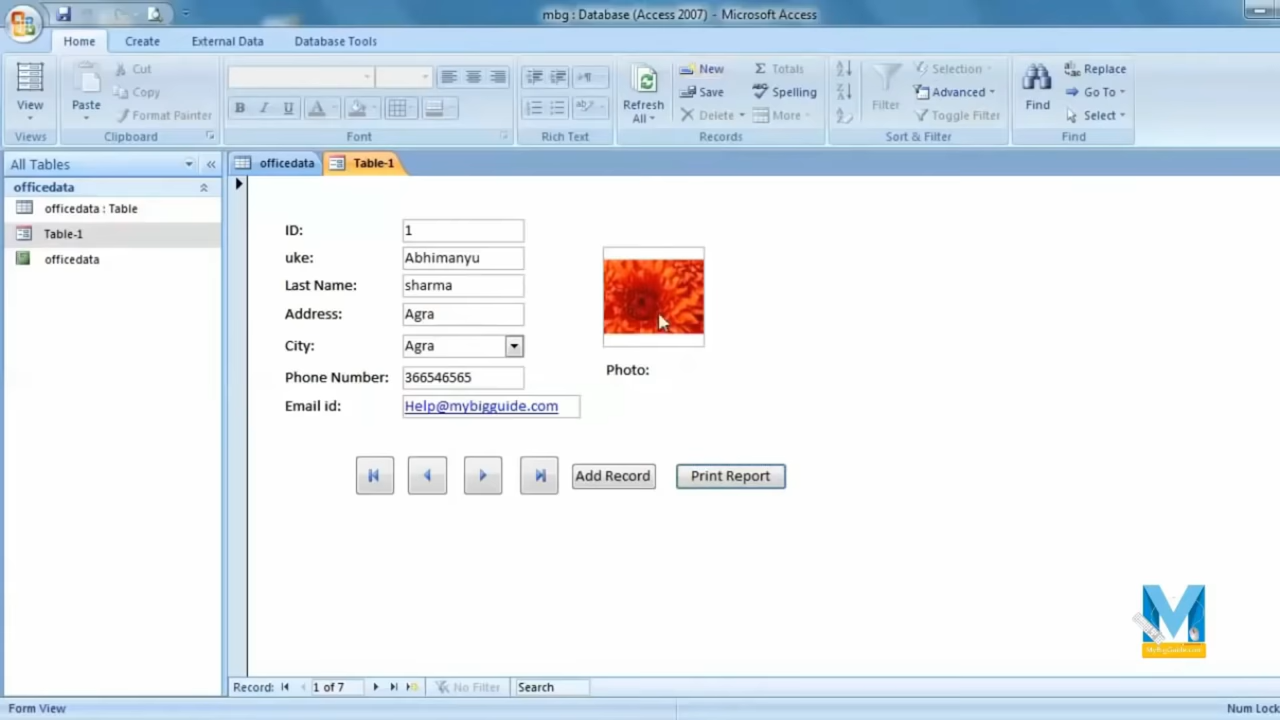 mbg : Database (Access 2007) - Microsoft Access
Home Create External Data Database Tools
View Paste Cut Copy Format Painter
Refresh All New Save Delete Totals Spelling More
Filter Selection Advanced Toggle Filter
Find Replace Go To Select
Views Clipboard Font Rich Text Records Sort & Filter Find
All Tables officedata Table-1
officedata
officedata : Table
Table-1
officedata
ID: 1
uke: Abhimanyu
Last Name: sharma
Address: Agra
City: Agra
Photo:
Phone Number: 366546565
Email id: Help@mybigguide.com
Add Record Print Report
MyBigGuide.com
Record: 1 of 7 No Filter Search
Form View Num Lock